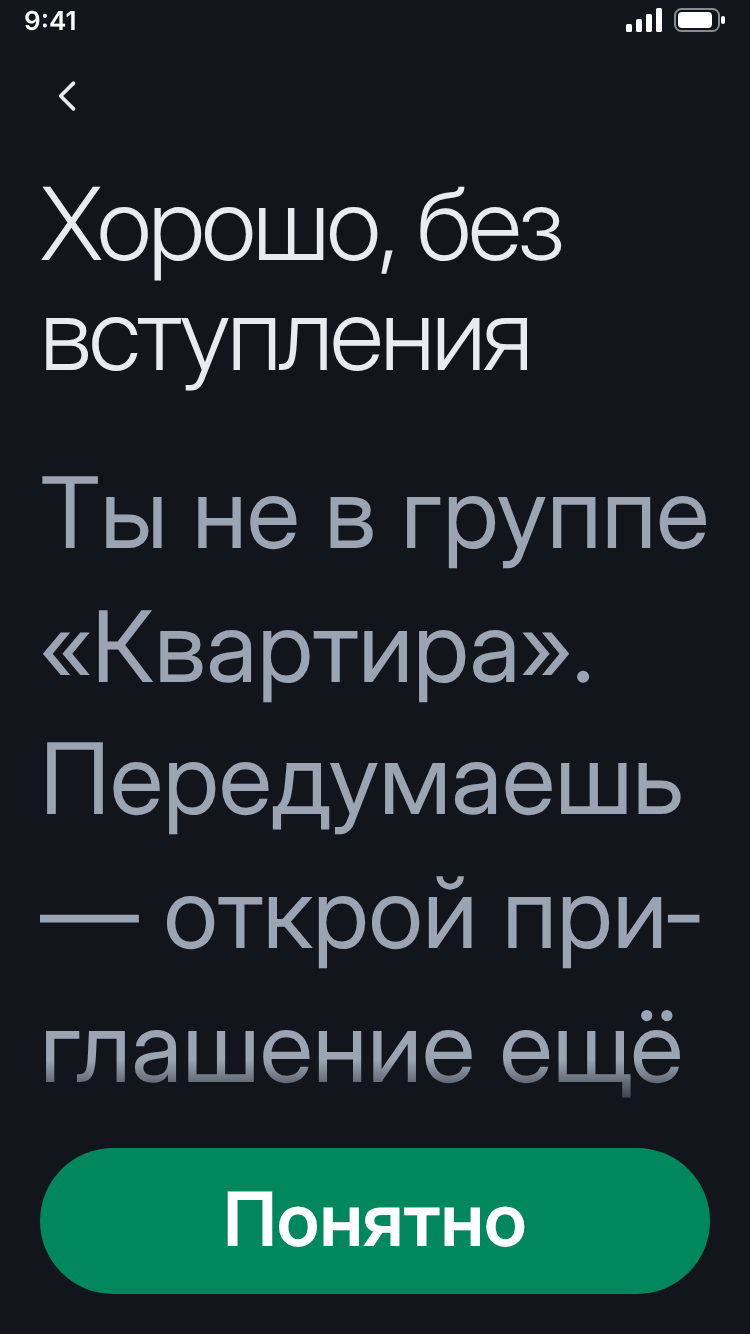 9:41
Хорошо, без
вступления
Ты не в группе
«Квартира».
Передумаешь
— открой при-
глашение ещё
Понятно